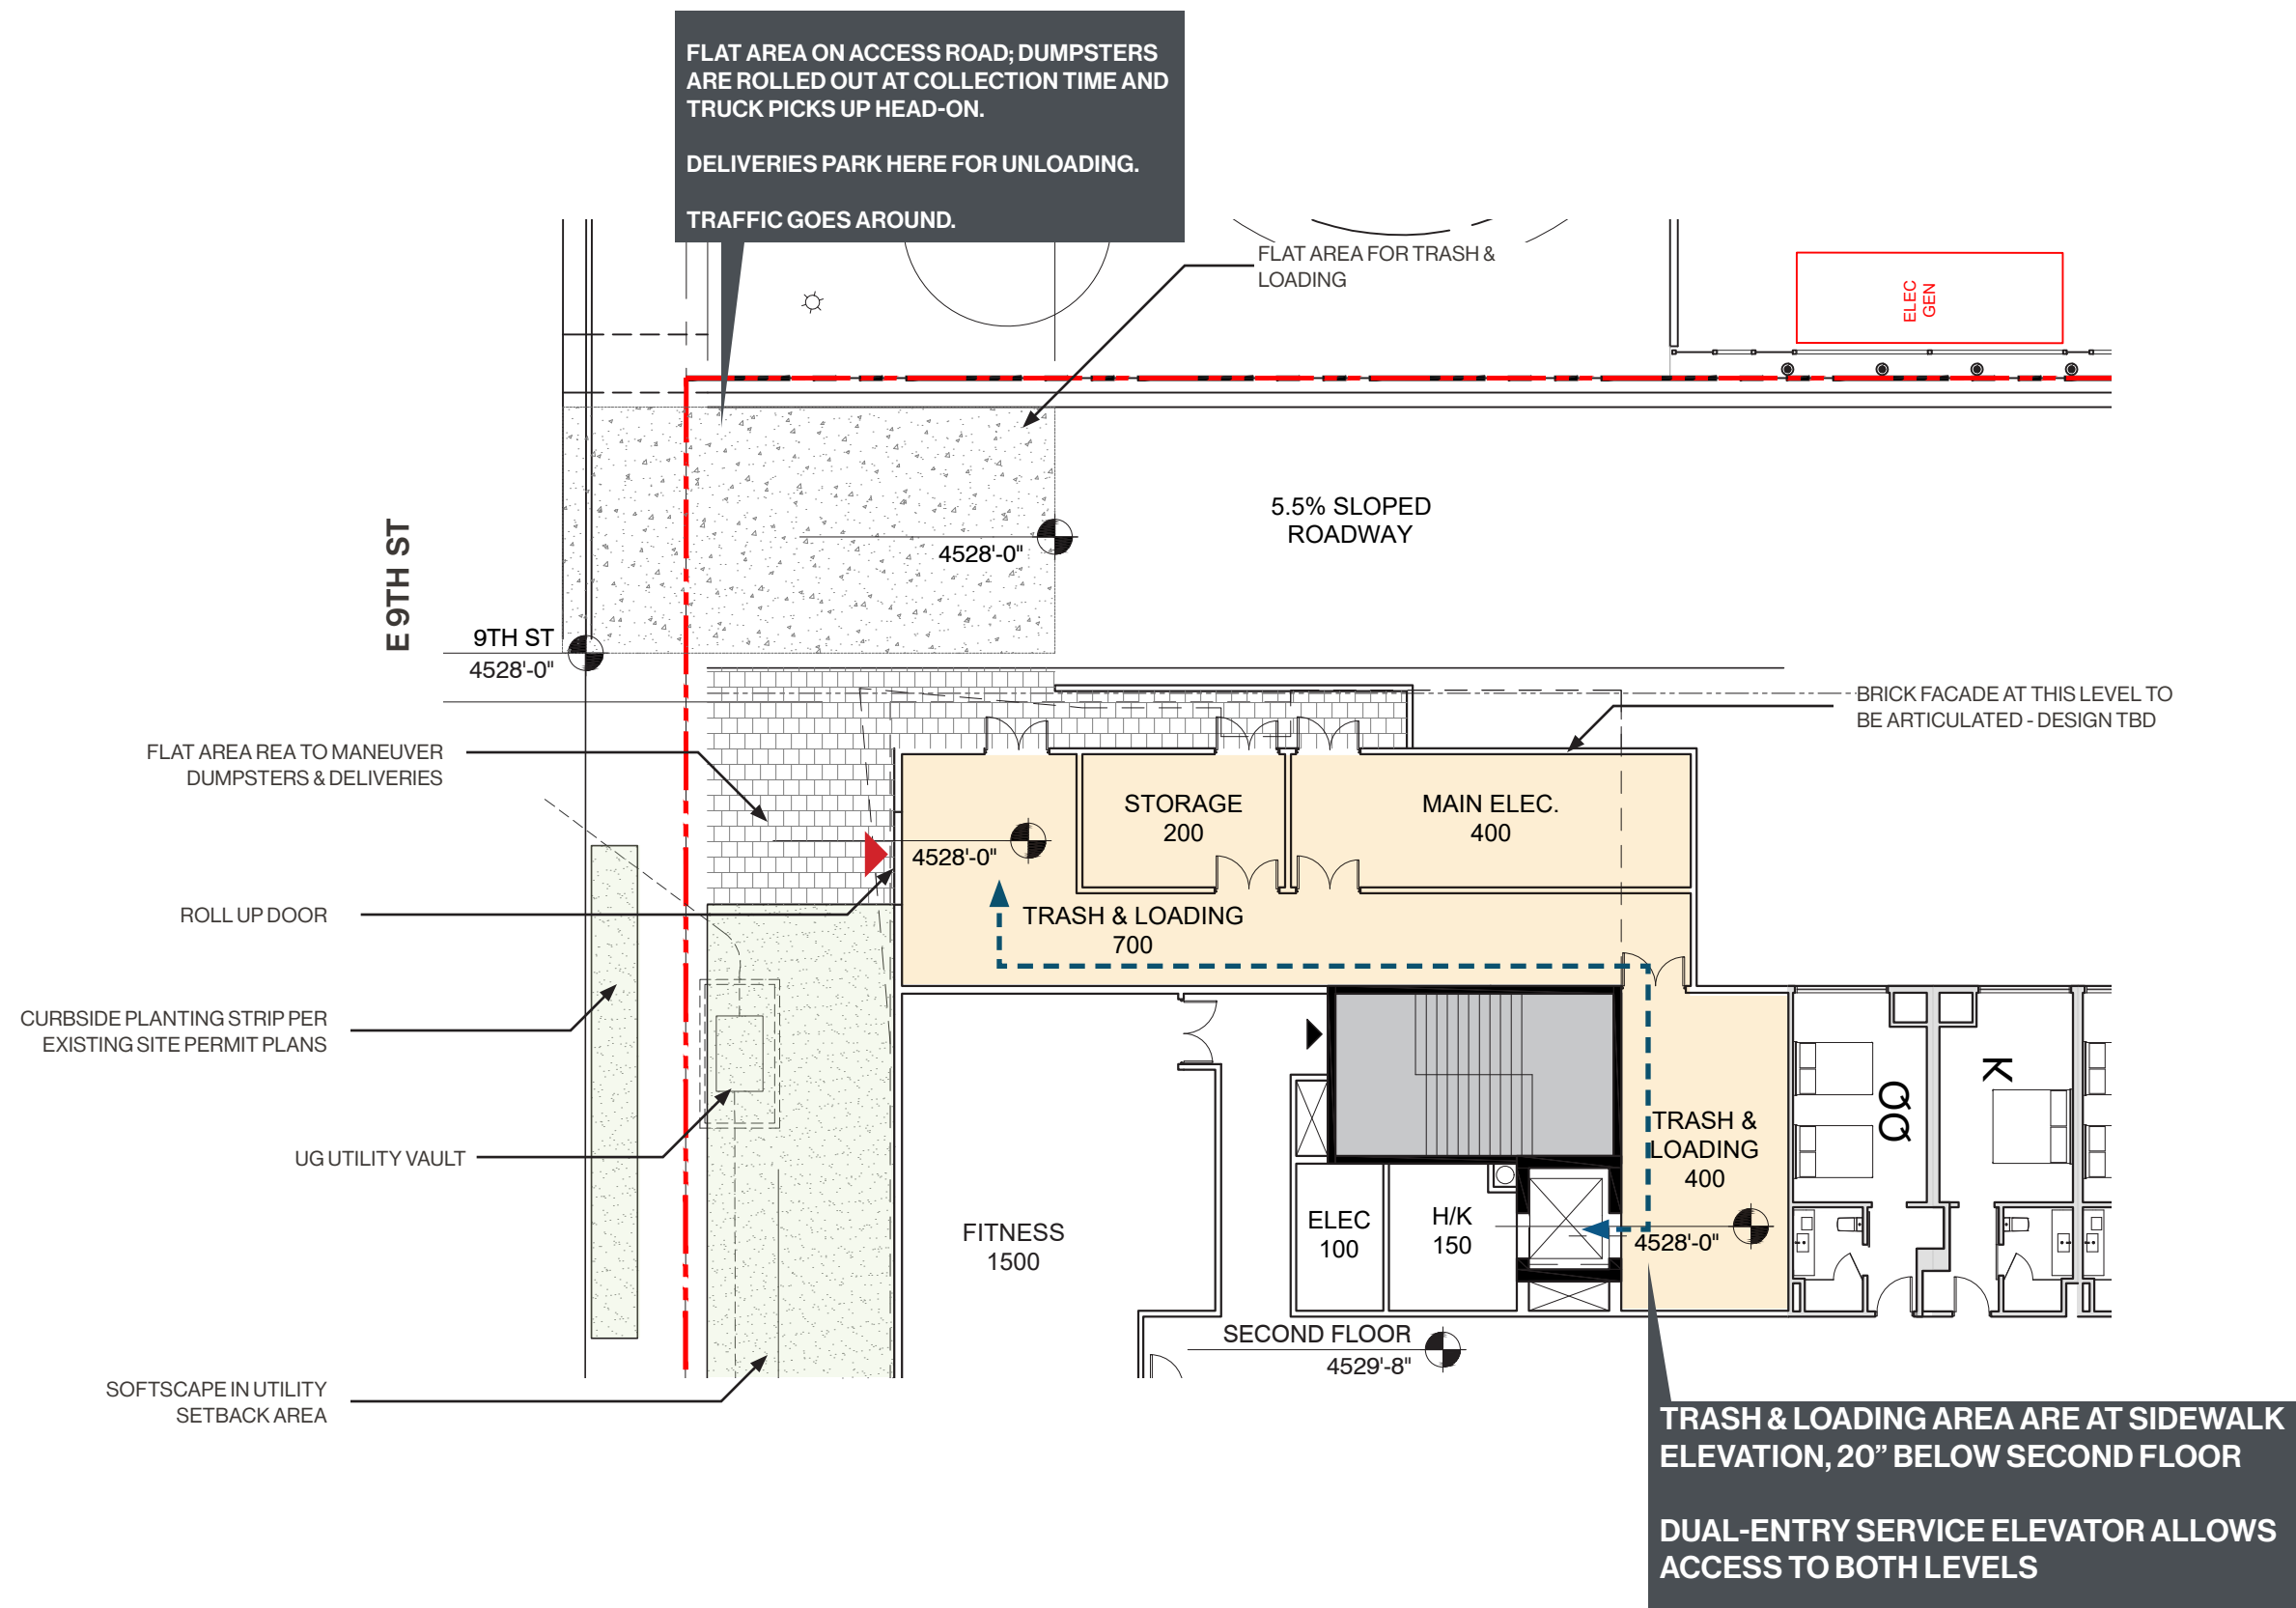 FLAT AREA ON ACCESS ROAD; DUMPSTERS
ARE ROLLED OUT AT COLLECTION TIME AND
TRUCK PICKS UP HEAD-ON.
DELIVERIES PARK HERE FOR UNLOADING.
TRAFFIC GOES AROUND.
FLAT AREA FOR TRASH &
LOADING
ELEC
GEN
5.5% SLOPED
ROADWAY
4528'-0"
E 9TH ST
9TH ST
4528'-0"
BRICK FACADE AT THIS LEVEL TO
BE ARTICULATED - DESIGN TBD
FLAT AREA REA TO MANEUVER
DUMPSTERS & DELIVERIES
STORAGE
200
MAIN ELEC.
400
4528'-0"
ROLL UP DOOR
TRASH & LOADING
700
CURBSIDE PLANTING STRIP PER
EXISTING SITE PERMIT PLANS
K
QQ
TRASH &
LOADING
400
UG UTILITY VAULT
FITNESS
1500
ELEC
100
H/K
150
4528'-0"
SECOND FLOOR
4529'-8"
SOFTSCAPE IN UTILITY
SETBACK AREA
TRASH & LOADING AREA ARE AT SIDEWALK
ELEVATION, 20” BELOW SECOND FLOOR
DUAL-ENTRY SERVICE ELEVATOR ALLOWS
ACCESS TO BOTH LEVELS